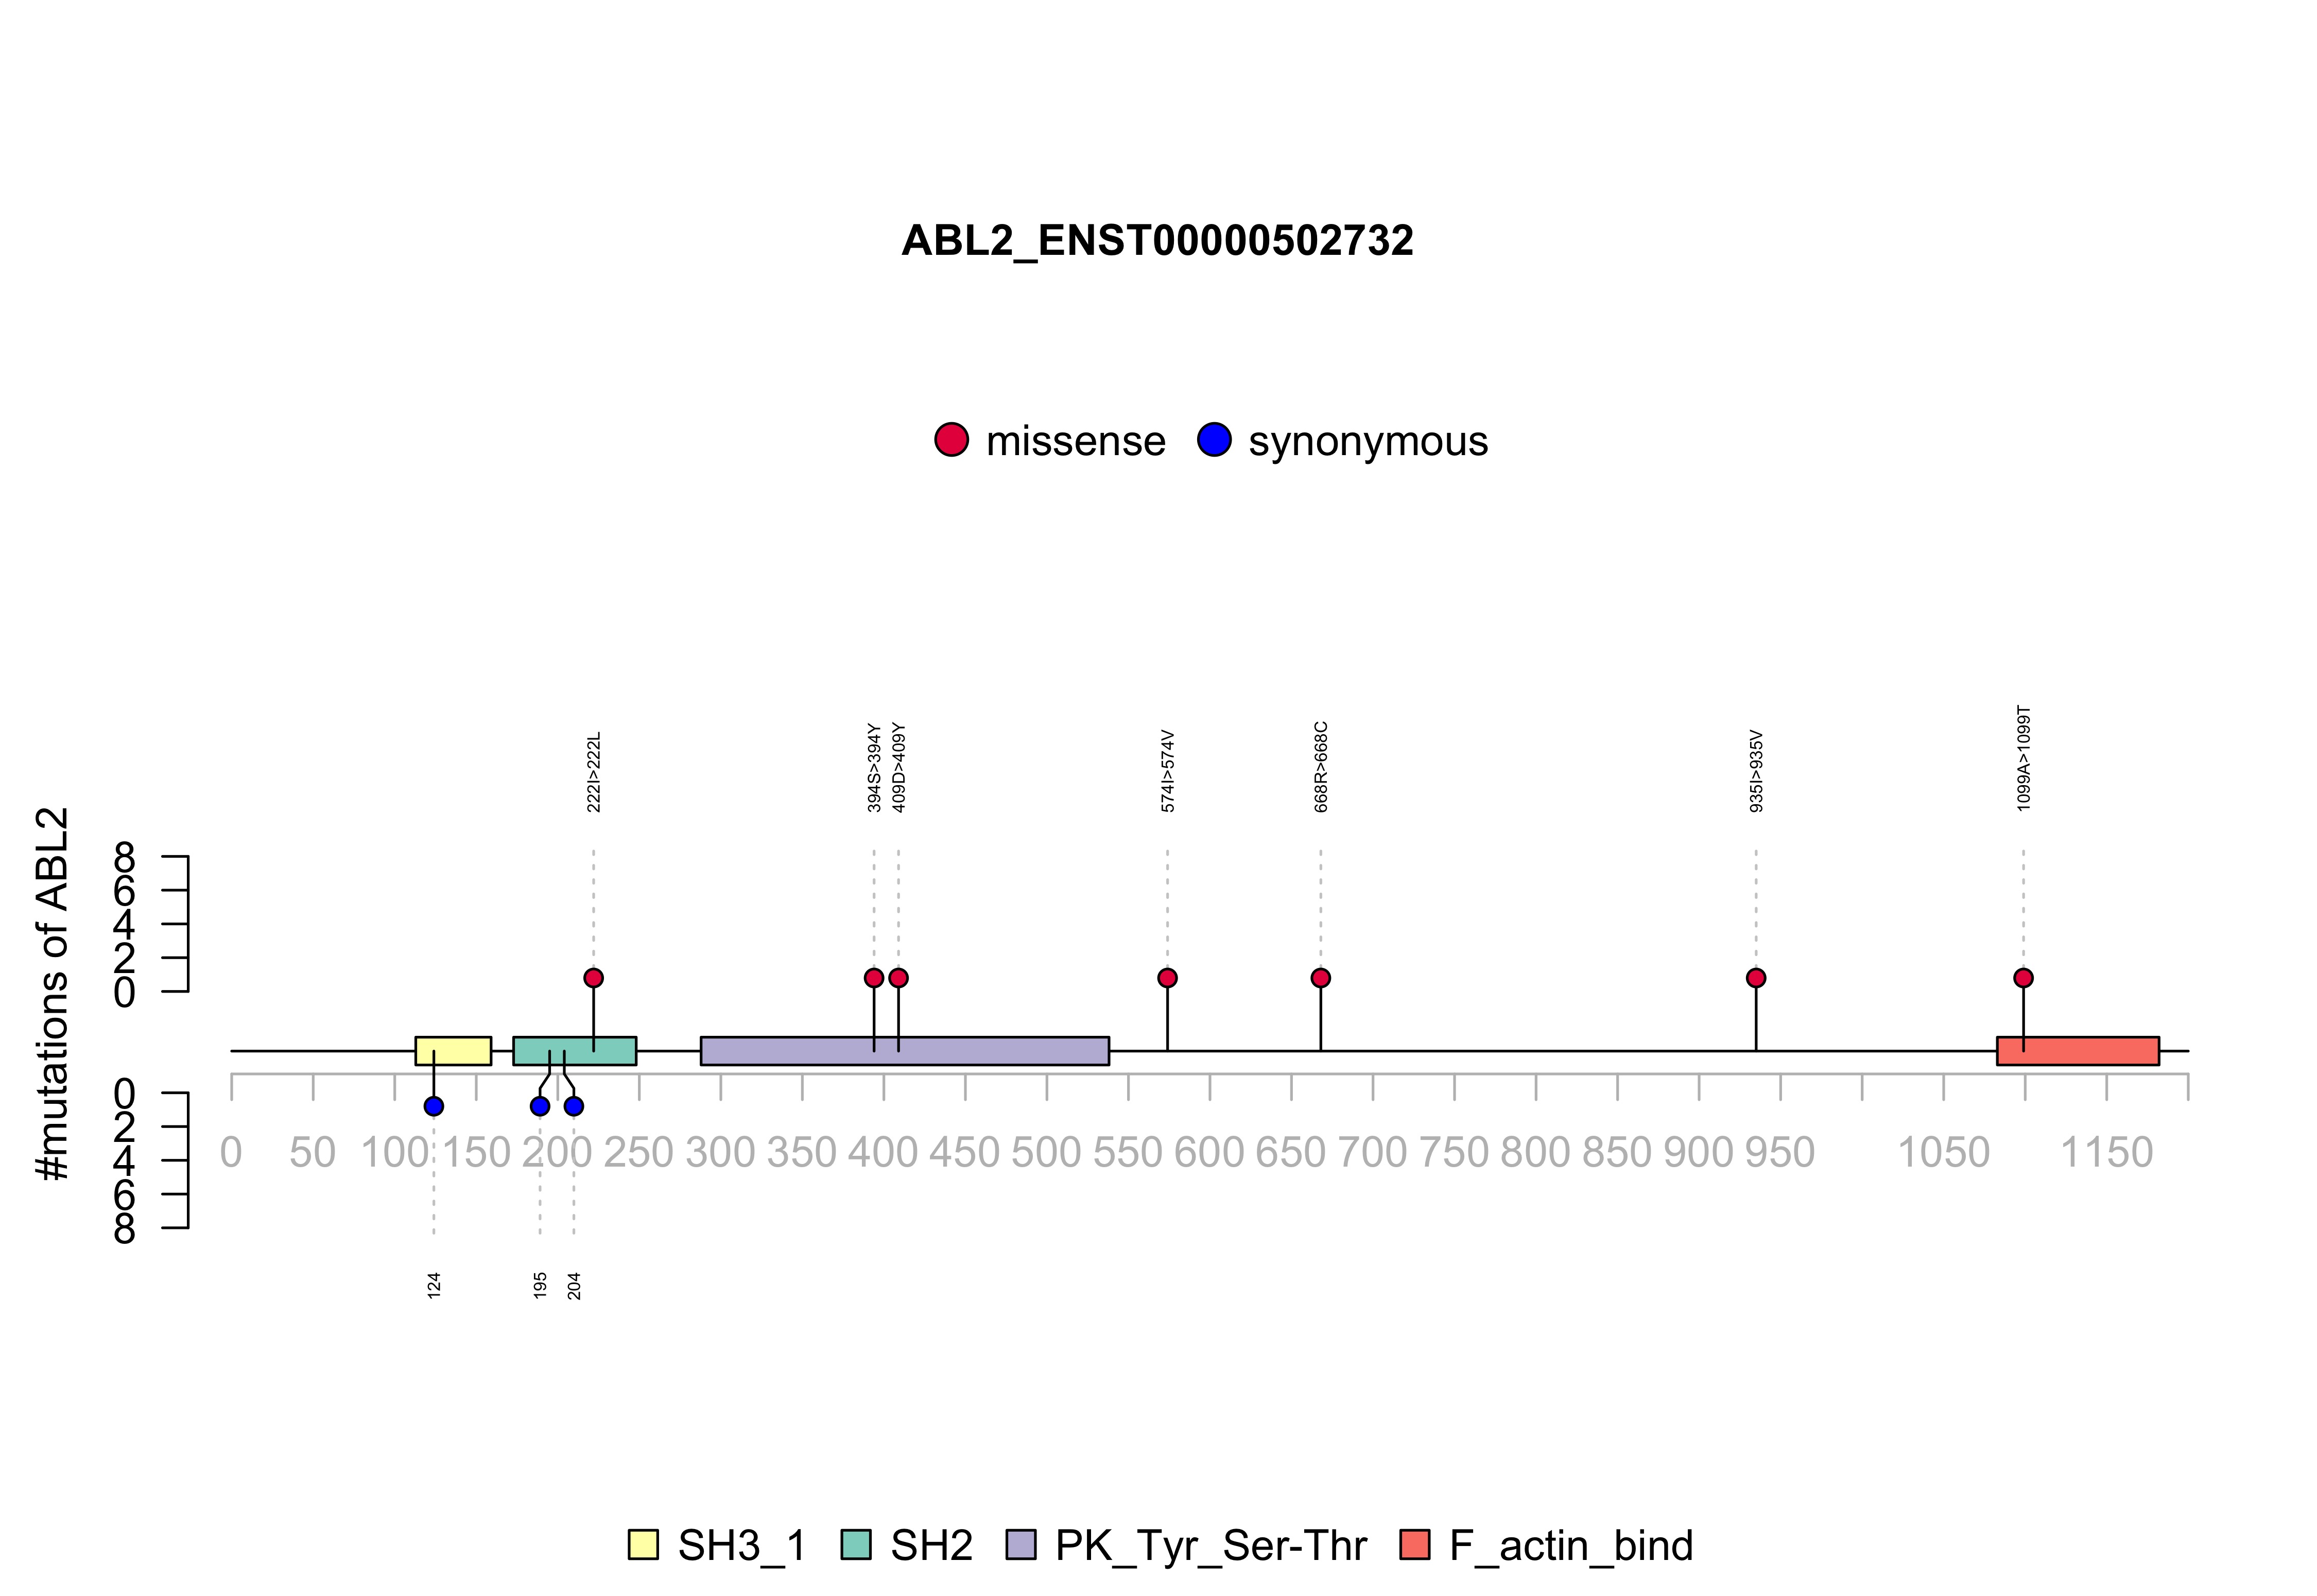 ABL2_ENST00000502732
missense synonymous
222I>222L 394S>394Y 409D>409Y 574I>574V 668R>668C 935I>935V 1099A>1099T
#mutations of ABL2
8
6
4
2
0
0
2
4
6
8
0 50 100 150 200 250 300 350 400 450 500 550 600 650 700 750 800 850 900 950 1050 1150
124 195 204
SH3_1 SH2 PK_Tyr_Ser-Thr F_actin_bind